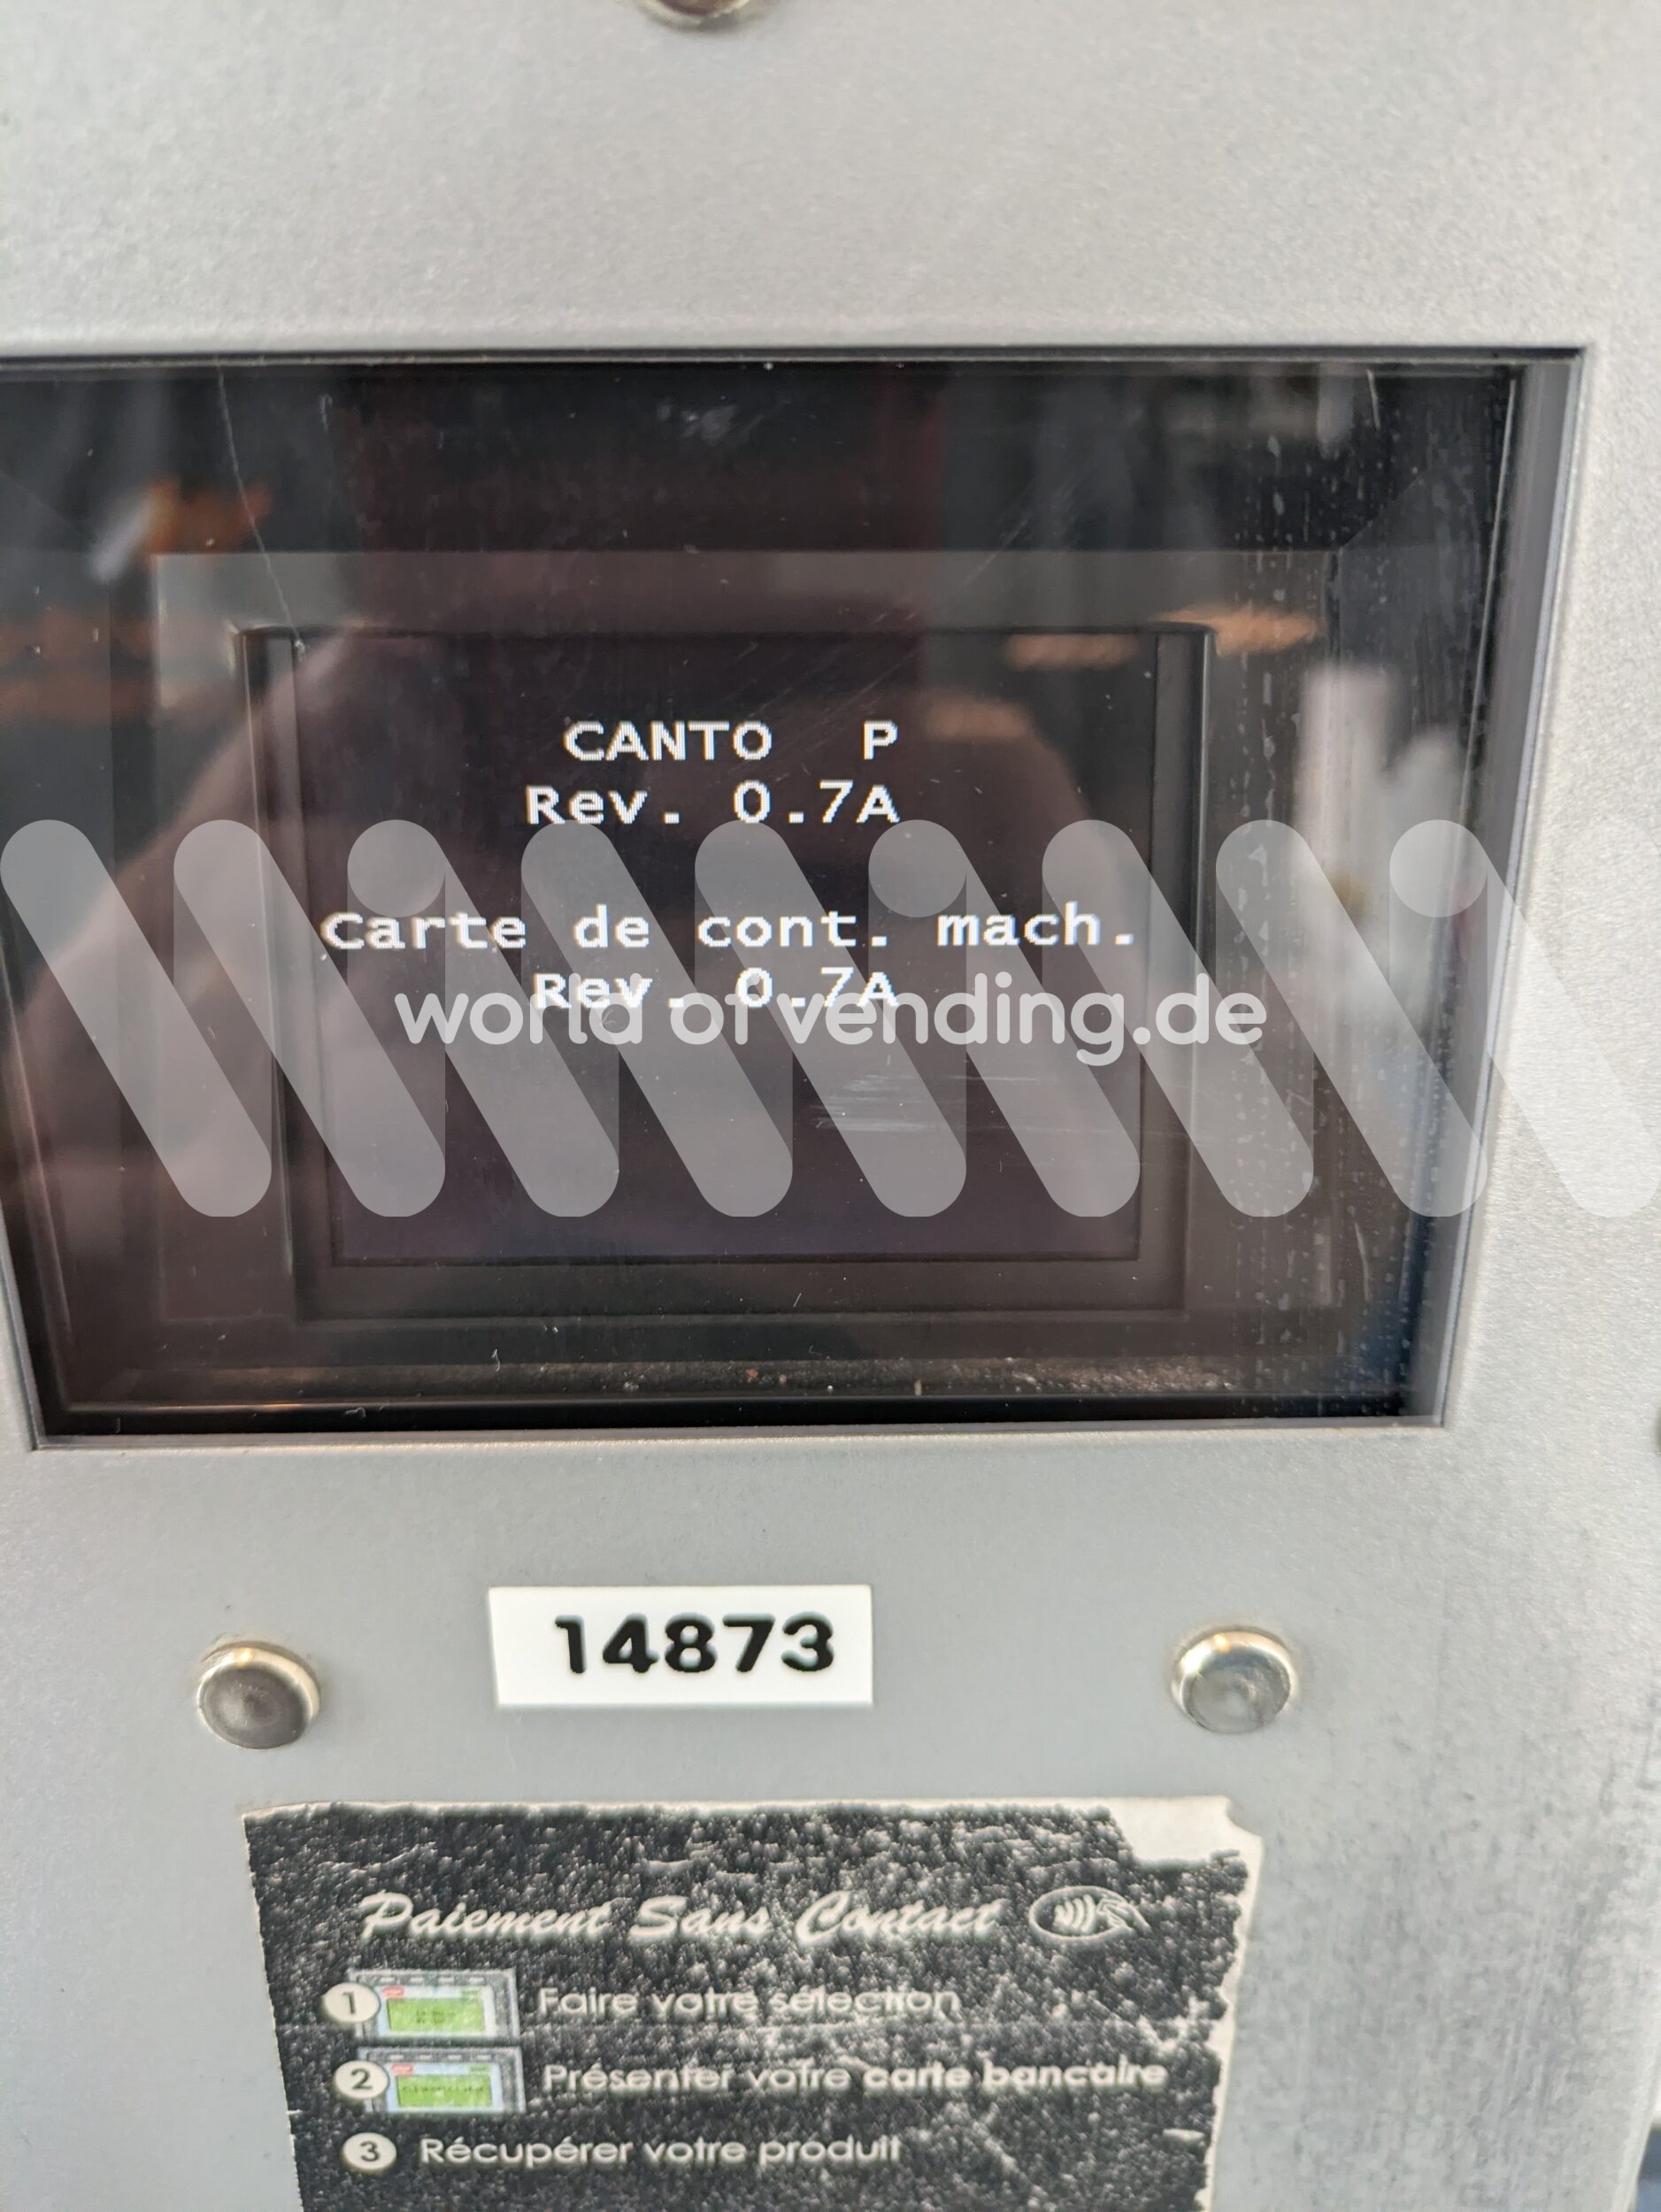 CANTO P
Rev. 0.7A
Carte de cont. mach.
Rev. 0.7A
world of vending.de
14873
Paiement Sans Contact
1 Faire votre sélection
2 Présenter votre carte bancaire
3 Récupérer votre produit